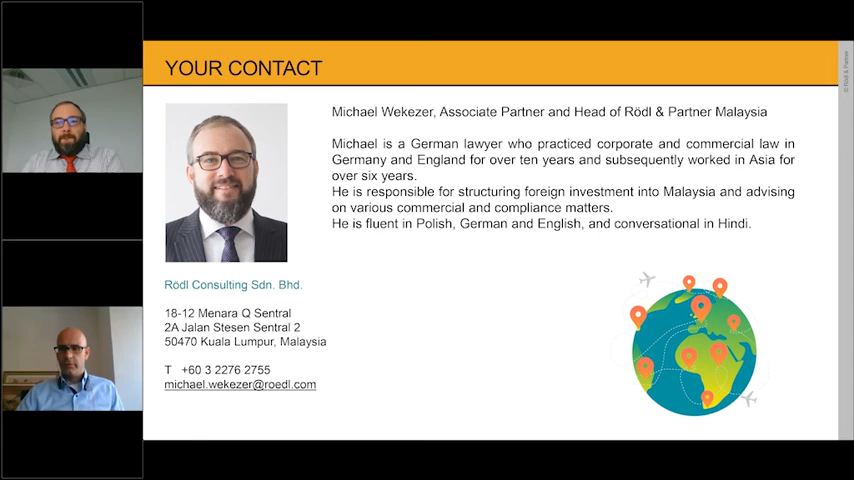 YOUR CONTACT
© Rödl & Partner
Michael Wekezer, Associate Partner and Head of Rödl & Partner Malaysia
Michael is a German lawyer who practiced corporate and commercial law in
Germany and England for over ten years and subsequently worked in Asia for
over six years.
He is responsible for structuring foreign investment into Malaysia and advising
on various commercial and compliance matters.
He is fluent in Polish, German and English, and conversational in Hindi.
Rödl Consulting Sdn. Bhd.
18-12 Menara Q Sentral
2A Jalan Stesen Sentral 2
50470 Kuala Lumpur, Malaysia
T +60 3 2276 2755
michael.wekezer@roedl.com